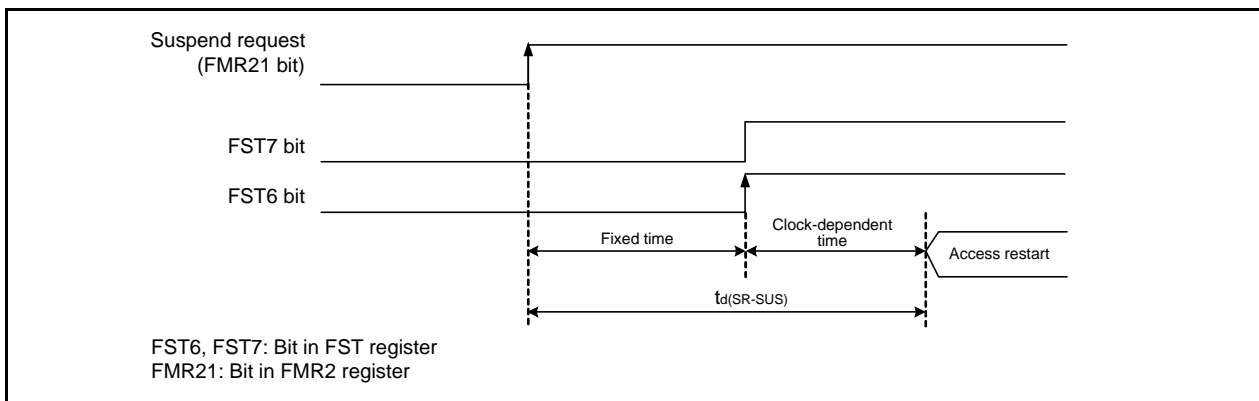 Suspend request
(FMR21 bit)
FST7 bit
FST6 bit
Fixed time
Clock-dependent
time
Access restart
td(SR-SUS)
FST6, FST7: Bit in FST register
FMR21: Bit in FMR2 register